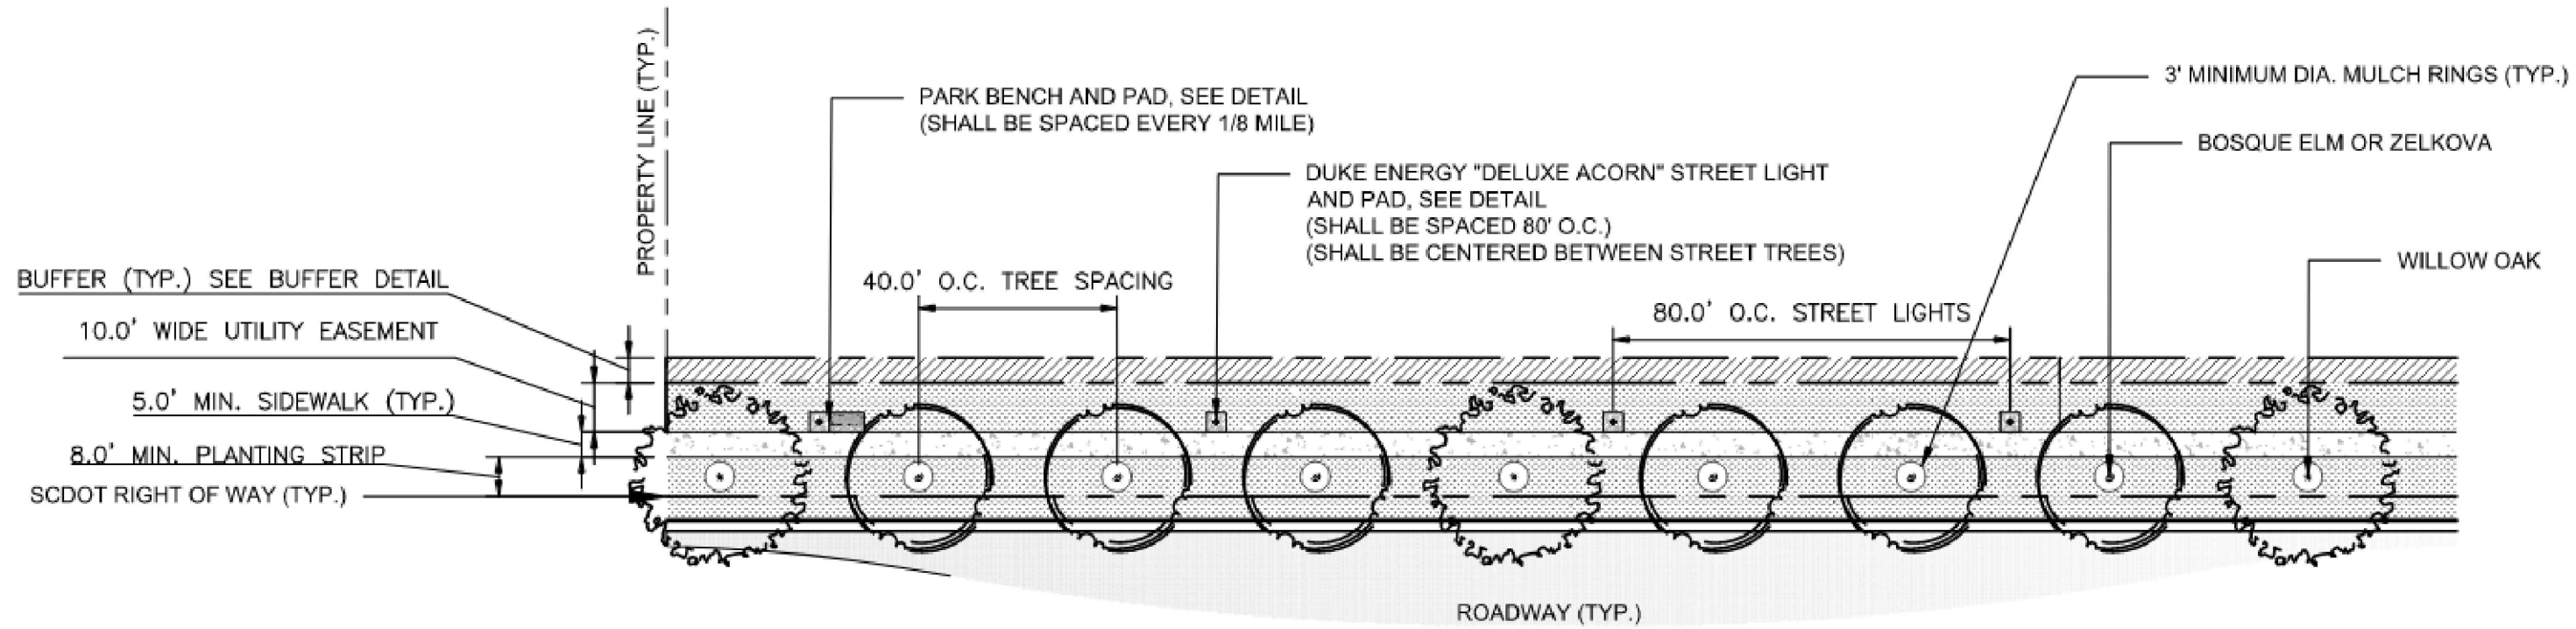 PROPERTY LINE (TYP.)
PARK BENCH AND PAD, SEE DETAIL
(SHALL BE SPACED EVERY 1/8 MILE)
3' MINIMUM DIA. MULCH RINGS (TYP.)
BOSQUE ELM OR ZELKOVA
DUKE ENERGY "DELUXE ACORN" STREET LIGHT
AND PAD, SEE DETAIL
(SHALL BE SPACED 80' O.C.)
(SHALL BE CENTERED BETWEEN STREET TREES)
WILLOW OAK
BUFFER (TYP.) SEE BUFFER DETAIL
40.0' O.C. TREE SPACING
80.0' O.C. STREET LIGHTS
10.0' WIDE UTILITY EASEMENT
5.0' MIN. SIDEWALK (TYP.)
8.0' MIN. PLANTING STRIP
SCDOT RIGHT OF WAY (TYP.)
ROADWAY (TYP.)